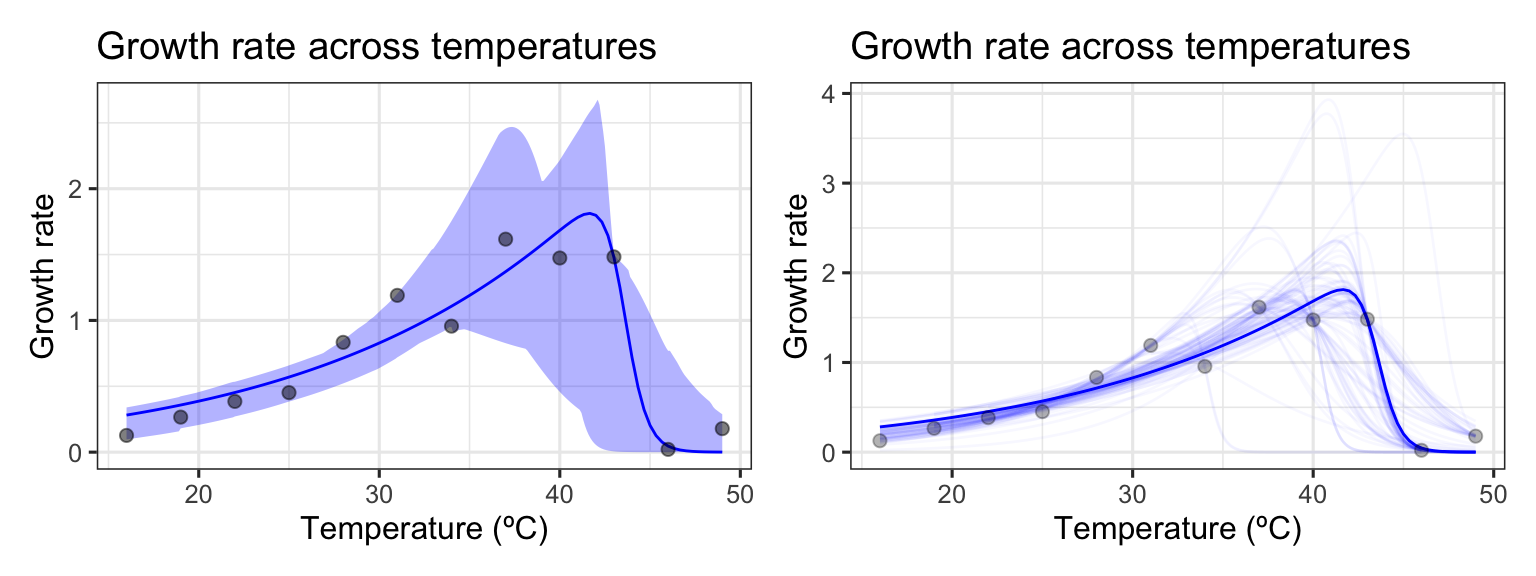 Growth rate across temperatures
Growth rate
2
1
0
20 30 40 50
Temperature (ºC)
Growth rate across temperatures
Growth rate
4
3
2
1
0
20 30 40 50
Temperature (ºC)